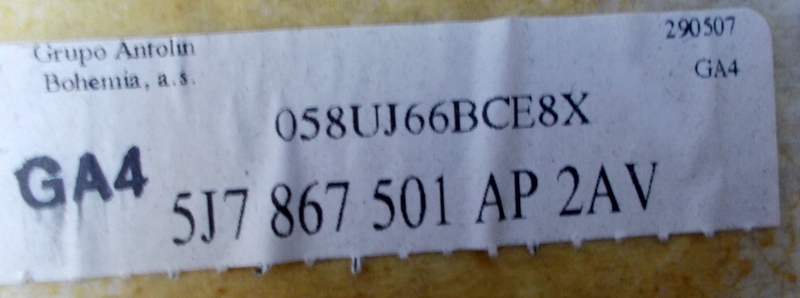 Grupo Antolin
Bohemia, a.s.
290507
GA4
058UJ66BCE8X
GA4
5J7 867 501 AP 2AV